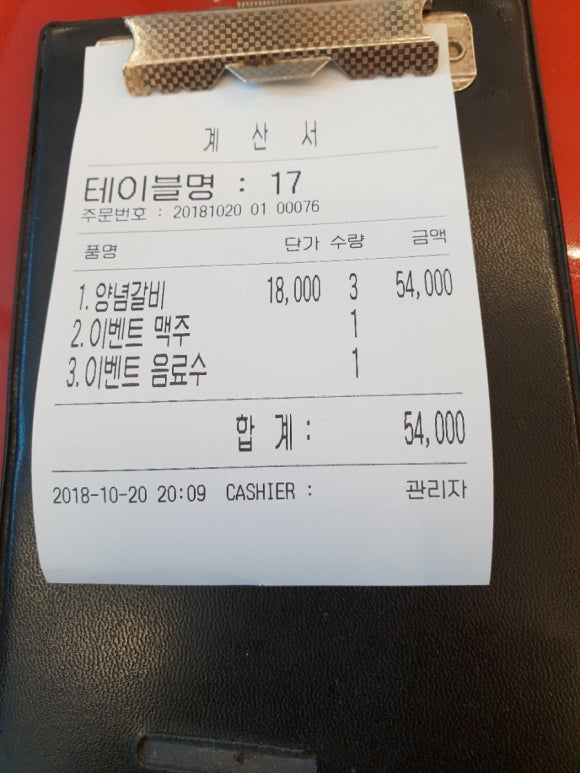 계 산 서
테이블명 : 17
주문번호 : 20181020 01 00076
품명 단가 수량 금액
1. 양념갈비 18,000 3 54,000
2. 이벤트 맥주 1
3. 이벤트 음료수 1
합 계 : 54,000
2018-10-20 20:09 CASHIER : 관리자